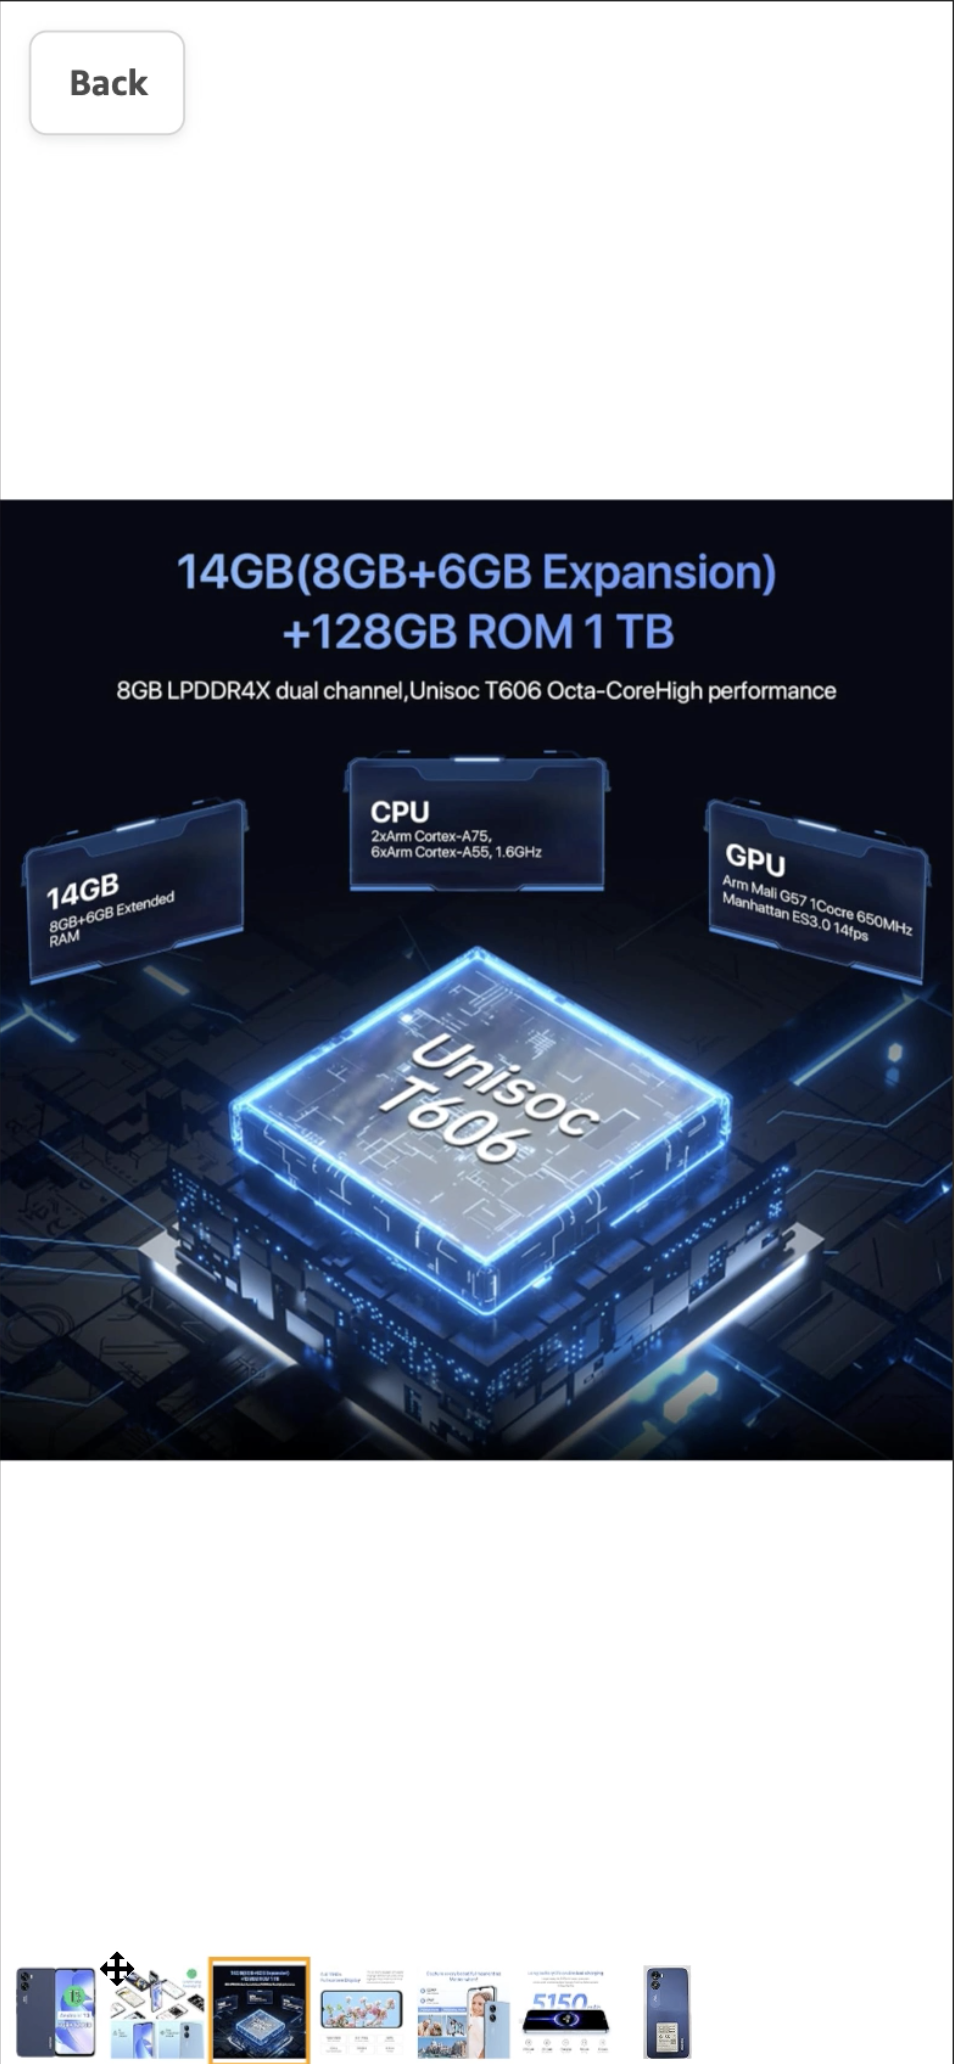 Back
14GB(8GB+6GB Expansion)
+128GB ROM 1 TB
8GB LPDDR4X dual channel,Unisoc T606 Octa-CoreHigh performance
CPU
2xArm Cortex-A75,
6xArm Cortex-A55, 1.6GHz
14GB
8GB+6GB Extended
RAM
GPU
Arm Mali G57 1Cocre 650MHz
Manhattan ES3.0 14fps
Unisoc
T606
5150